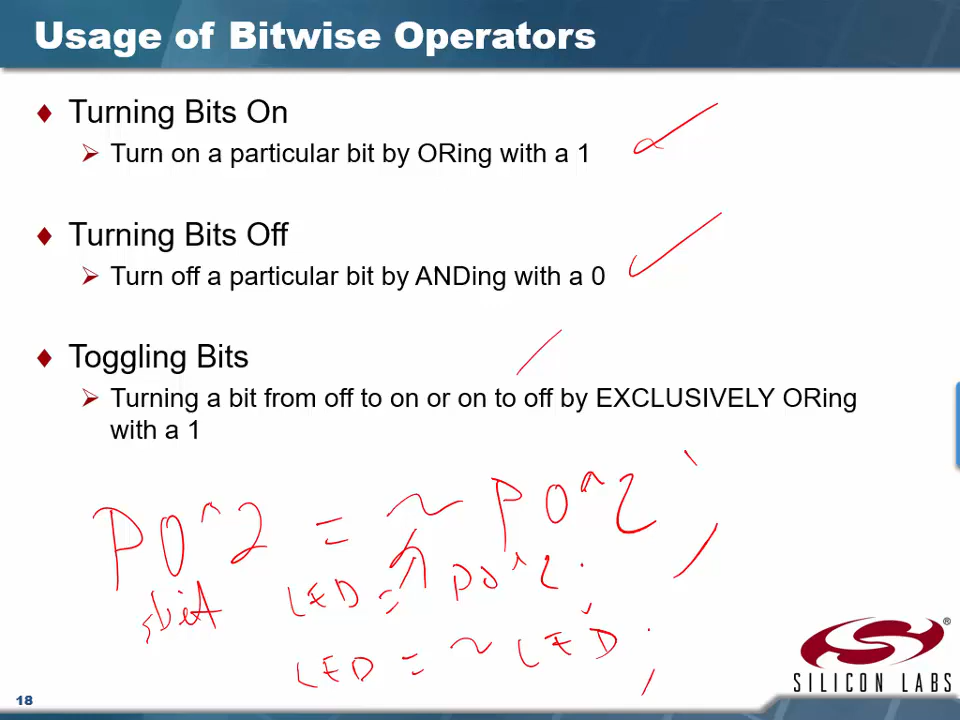 Usage of Bitwise Operators
Turning Bits On
Turn on a particular bit by ORing with a 1
Turning Bits Off
Turn off a particular bit by ANDing with a 0
Toggling Bits
Turning a bit from off to on or on to off by EXCLUSIVELY ORing
with a 1
P0^2 = ~P0^2;
sbit LED = P0^2;
LED = ~LED;
SILICON LABS
18